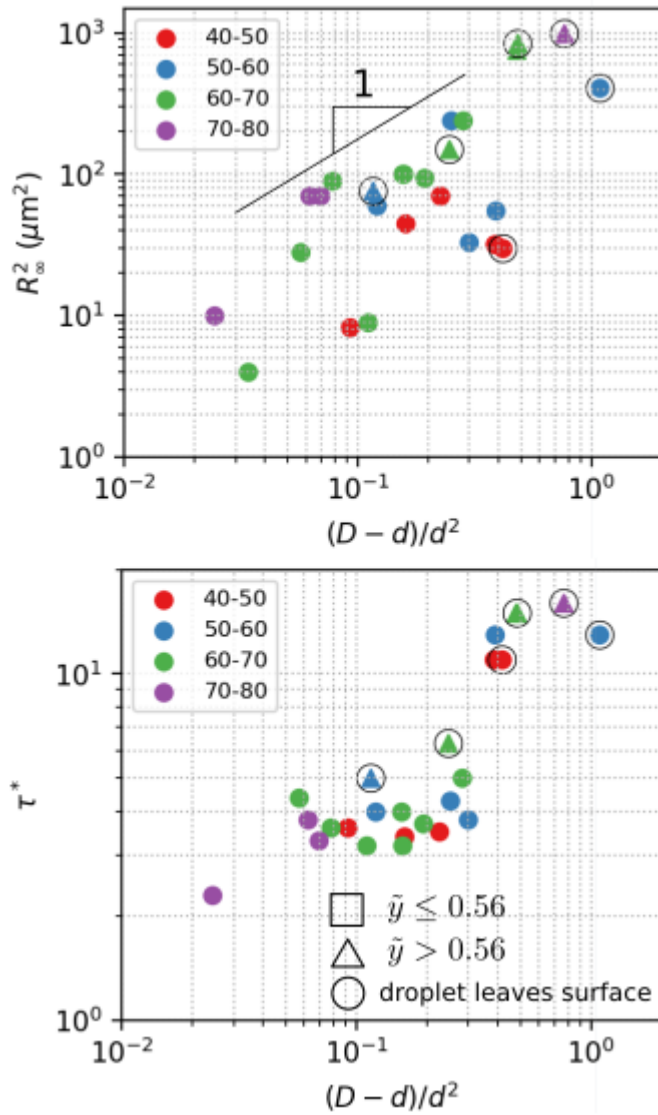 10³
40-50
50-60
60-70
70-80
1
10²
R²∞ (μm²)
10¹
10⁰
10⁻² 10⁻¹ 10⁰
(D − d)/d²
40-50
50-60
60-70
70-80
10¹
τ*
ỹ ≤ 0.56
ỹ > 0.56
droplet leaves surface
10⁰
10⁻² 10⁻¹ 10⁰
(D − d)/d²